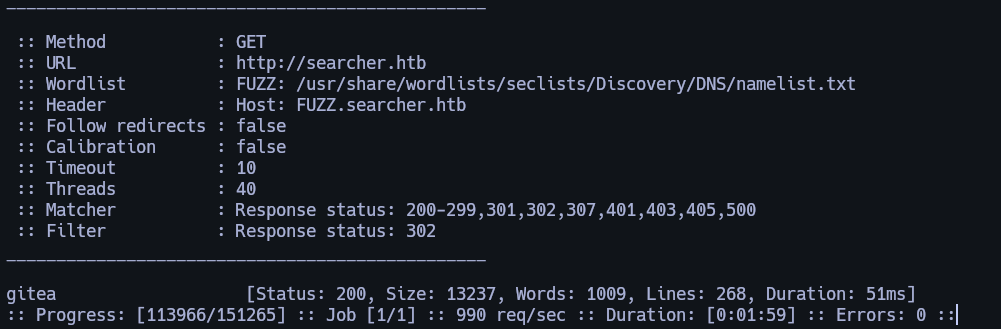 ________________________________________________
:: Method           : GET
:: URL              : http://searcher.htb
:: Wordlist         : FUZZ: /usr/share/wordlists/seclists/Discovery/DNS/namelist.txt
:: Header           : Host: FUZZ.searcher.htb
:: Follow redirects : false
:: Calibration      : false
:: Timeout          : 10
:: Threads          : 40
:: Matcher          : Response status: 200-299,301,302,307,401,403,405,500
:: Filter           : Response status: 302
________________________________________________
gitea                   [Status: 200, Size: 13237, Words: 1009, Lines: 268, Duration: 51ms]
:: Progress: [113966/151265] :: Job [1/1] :: 990 req/sec :: Duration: [0:01:59] :: Errors: 0 ::